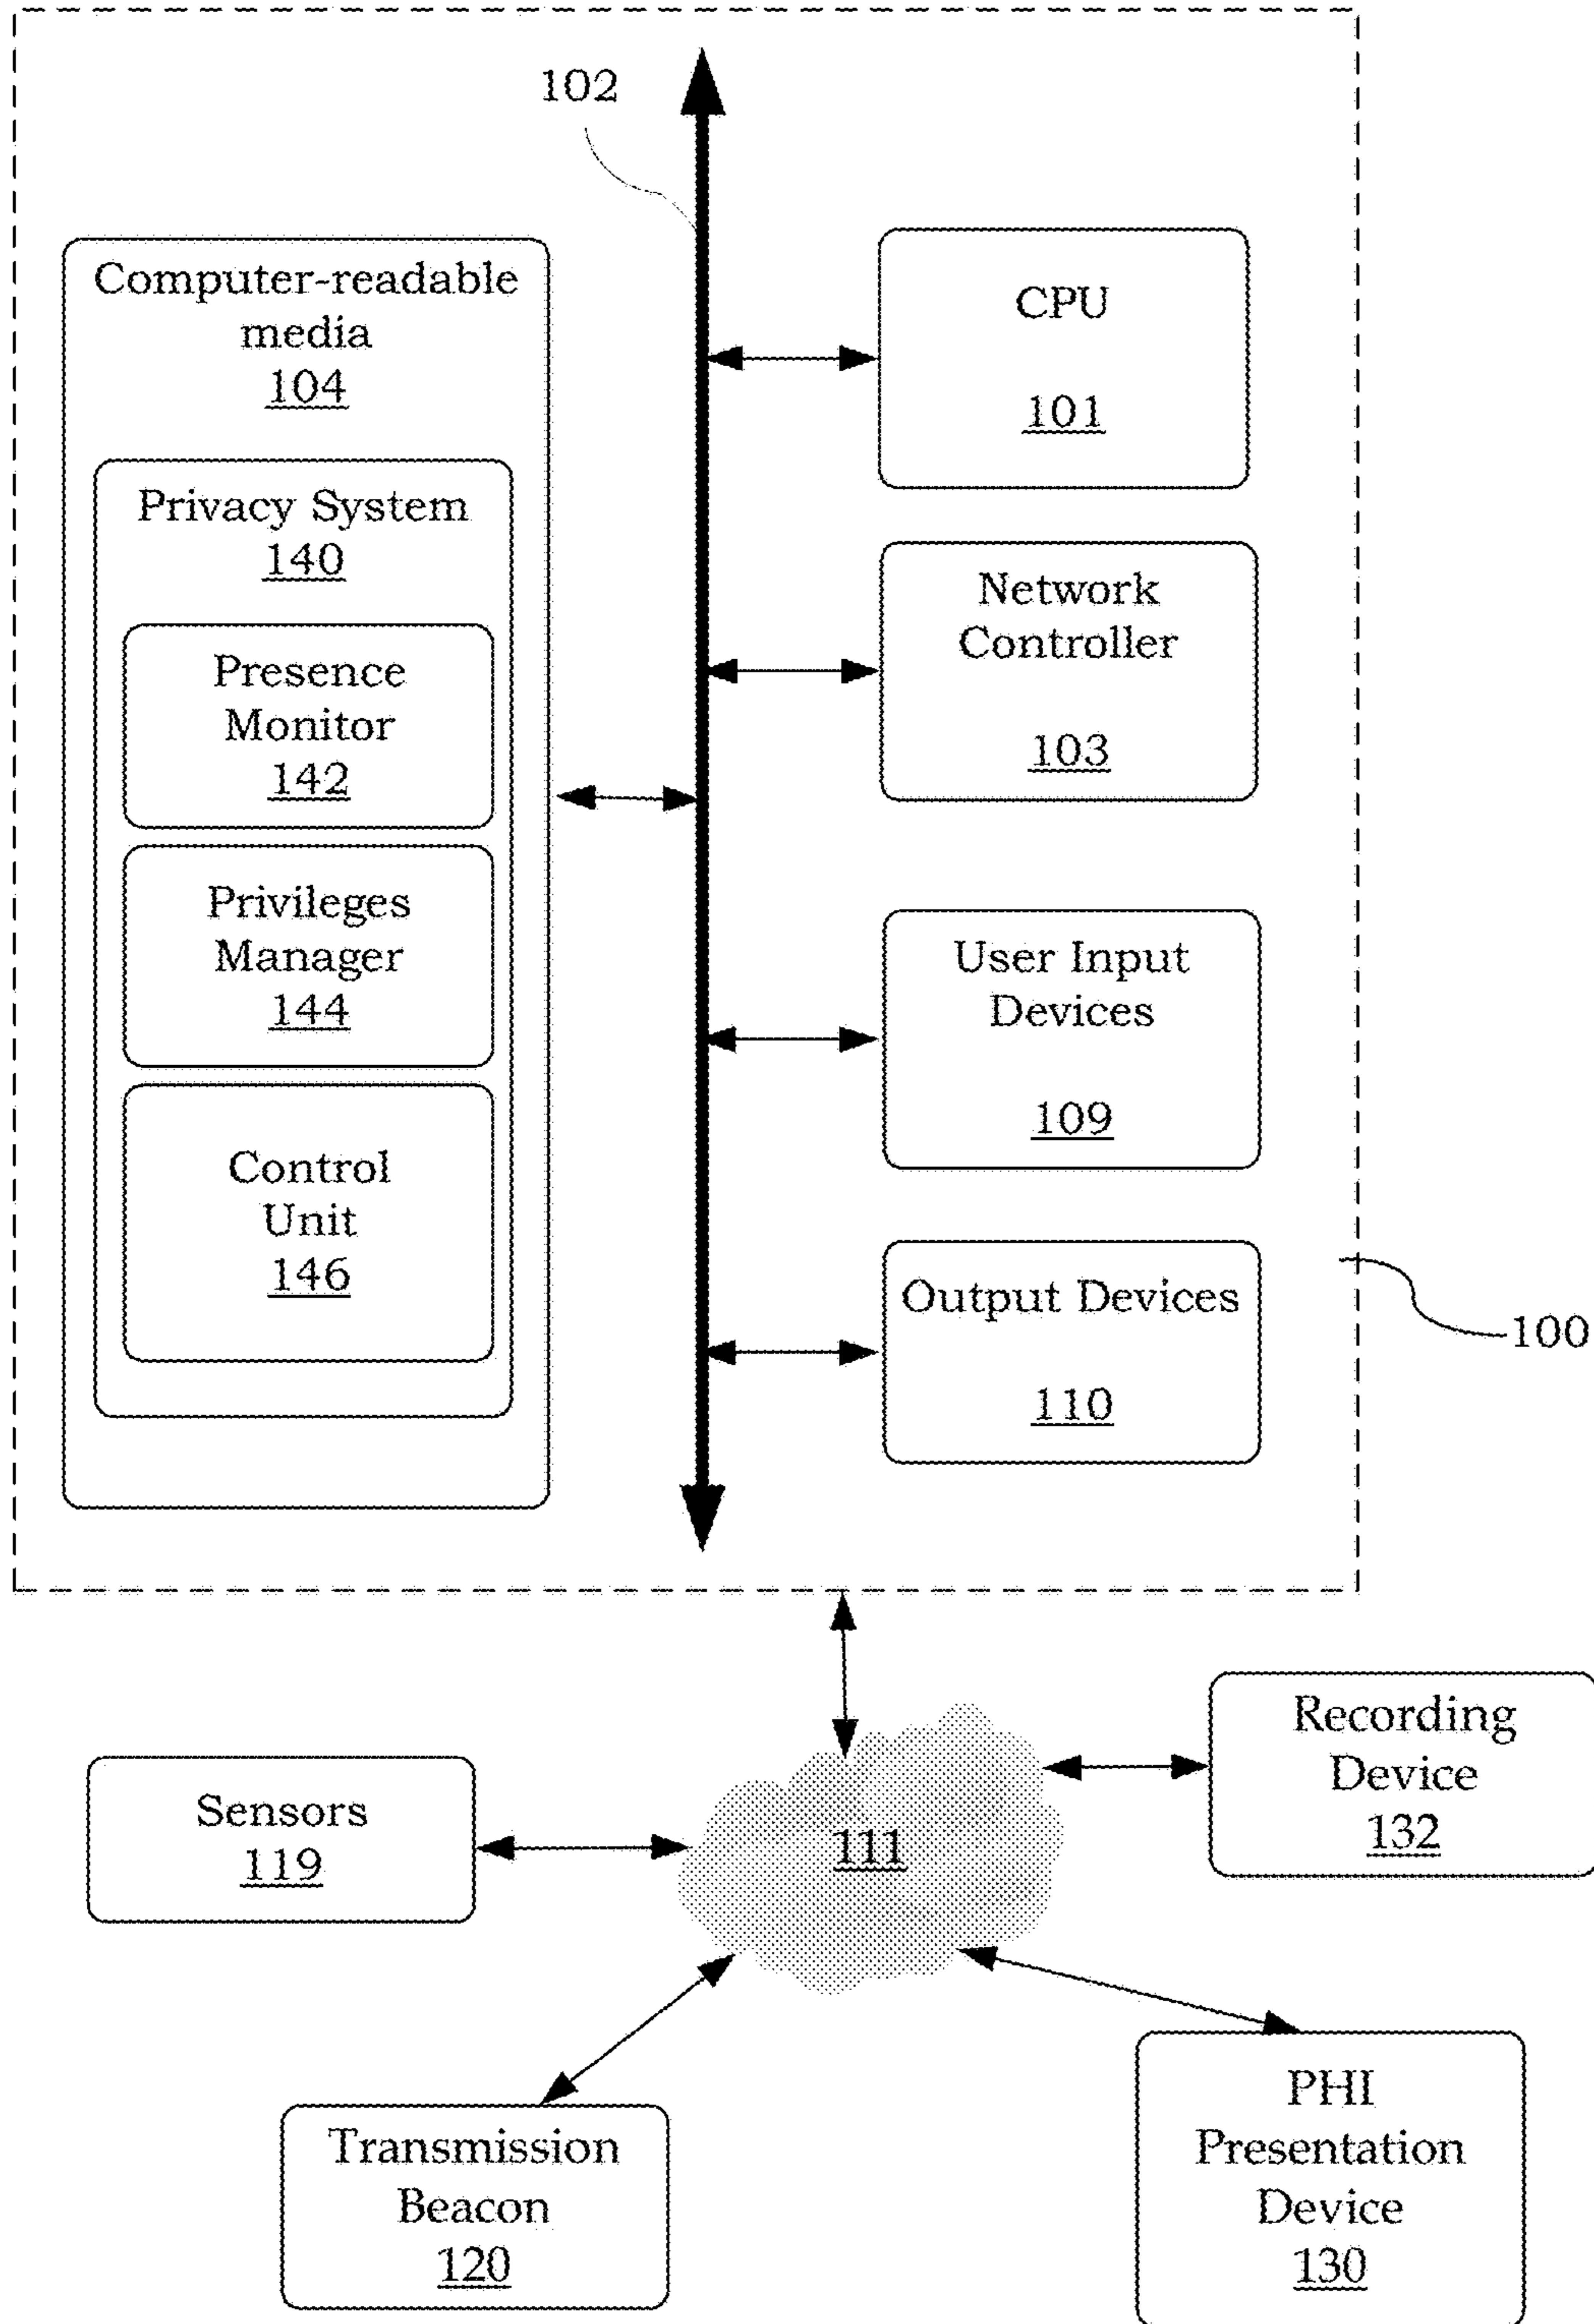 102
Computer-readable
media
104
Privacy System
140
Presence
Monitor
142
Privileges
Manager
144
Control
Unit
146
CPU
101
Network
Controller
103
User Input
Devices
109
Output Devices
110
100
111
Recording
Device
132
Sensors
119
Transmission
Beacon
120
PHI
Presentation
Device
130